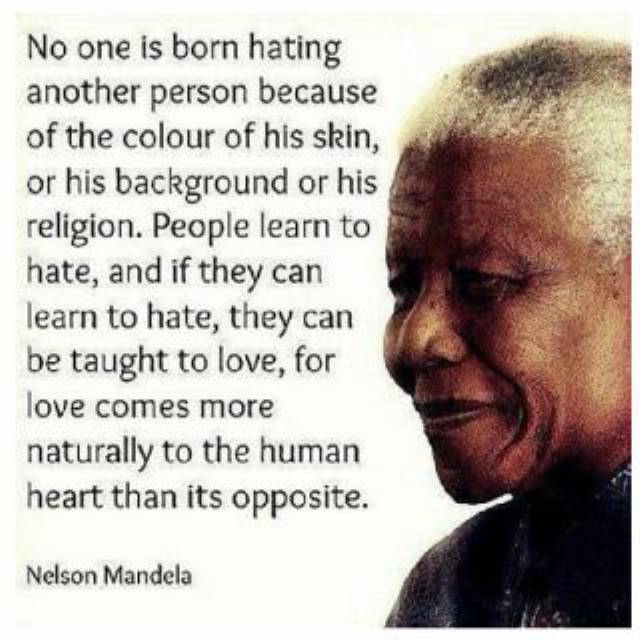 No one is born hating
another person because
of the colour of his skin,
or his background or his
religion. People learn to
hate, and if they can
learn to hate, they can
be taught to love, for
love comes more
naturally to the human
heart than its opposite.
Nelson Mandela